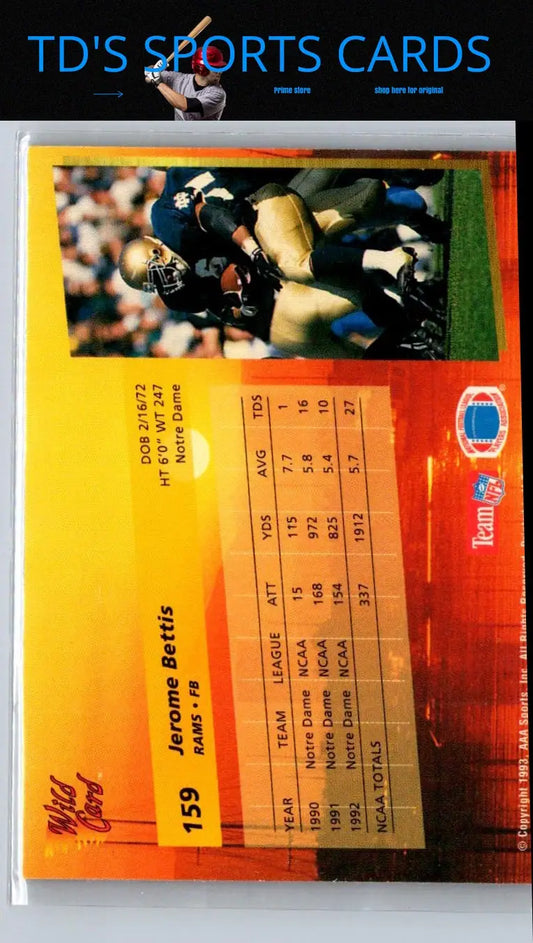 TD'S SPORTS CARDS
Prime store
shop here for original
Wild
Card
159
Jerome Bettis
RAMS • FB
DOB 2/16/72
HT 6'0" WT 247
Notre Dame
YEAR TEAM LEAGUE ATT YDS AVG TDS
1990 Notre Dame NCAA 15 115 7.7 1
1991 Notre Dame NCAA 168 972 5.8 16
1992 Notre Dame NCAA 154 825 5.4 10
NCAA TOTALS 337 1912 5.7 27
Team NFL
© Copyright 1993, AAA Sports, Inc. All Rights Reserved.